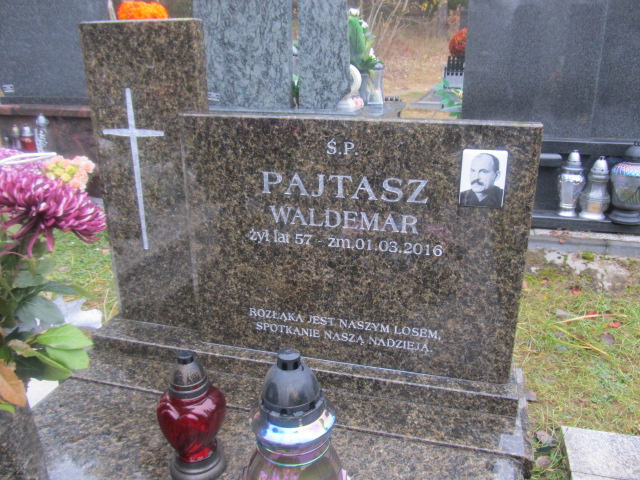 Ś.P.
PAJTASZ
WALDEMAR
żył lat 57 - zm.01.03.2016
ROZŁĄKA JEST NASZYM LOSEM,
SPOTKANIE NASZĄ NADZIEJĄ.